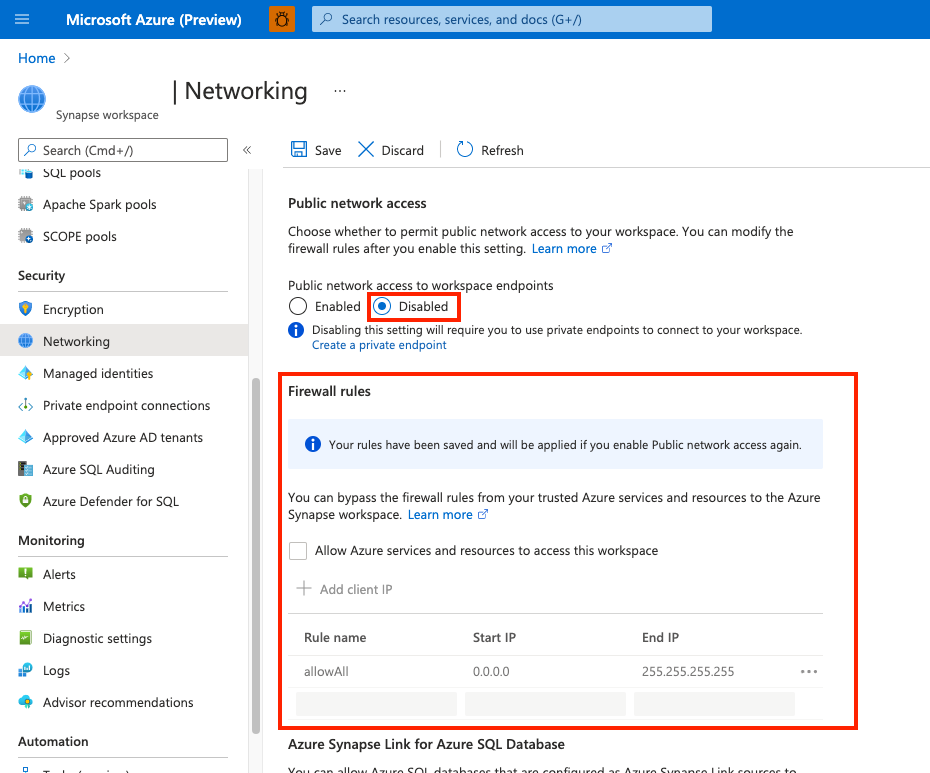 Microsoft Azure (Preview)
Search resources, services, and docs (G+/)
Home
| Networking
...
Synapse workspace
Search (Cmd+/)
«
SQL pools
Apache Spark pools
SCOPE pools
Security
Encryption
Networking
Managed identities
Private endpoint connections
Approved Azure AD tenants
Azure SQL Auditing
Azure Defender for SQL
Monitoring
Alerts
Metrics
Diagnostic settings
Logs
Advisor recommendations
Automation
Save
Discard
Refresh
Public network access
Choose whether to permit public network access to your workspace. You can modify the
firewall rules after you enable this setting. Learn more
Public network access to workspace endpoints
Enabled
Disabled
Disabling this setting will require you to use private endpoints to connect to your workspace.
Create a private endpoint
Firewall rules
Your rules have been saved and will be applied if you enable Public network access again.
You can bypass the firewall rules from your trusted Azure services and resources to the Azure
Synapse workspace. Learn more
Allow Azure services and resources to access this workspace
Add client IP
Rule name Start IP End IP
allowAll 0.0.0.0 255.255.255.255
Azure Synapse Link for Azure SQL Database
You can allow Azure SQL databases that are configured as Azure Synapse Link sources to